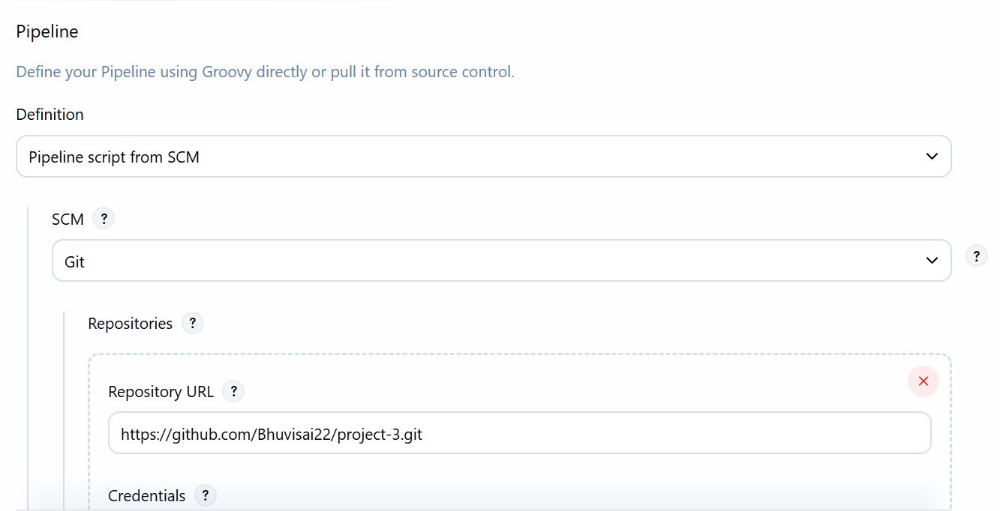 Pipeline
Define your Pipeline using Groovy directly or pull it from source control.
Definition
Pipeline script from SCM
SCM ?
Git
?
Repositories ?
Repository URL ?
https://github.com/Bhuvisai22/project-3.git
Credentials ?